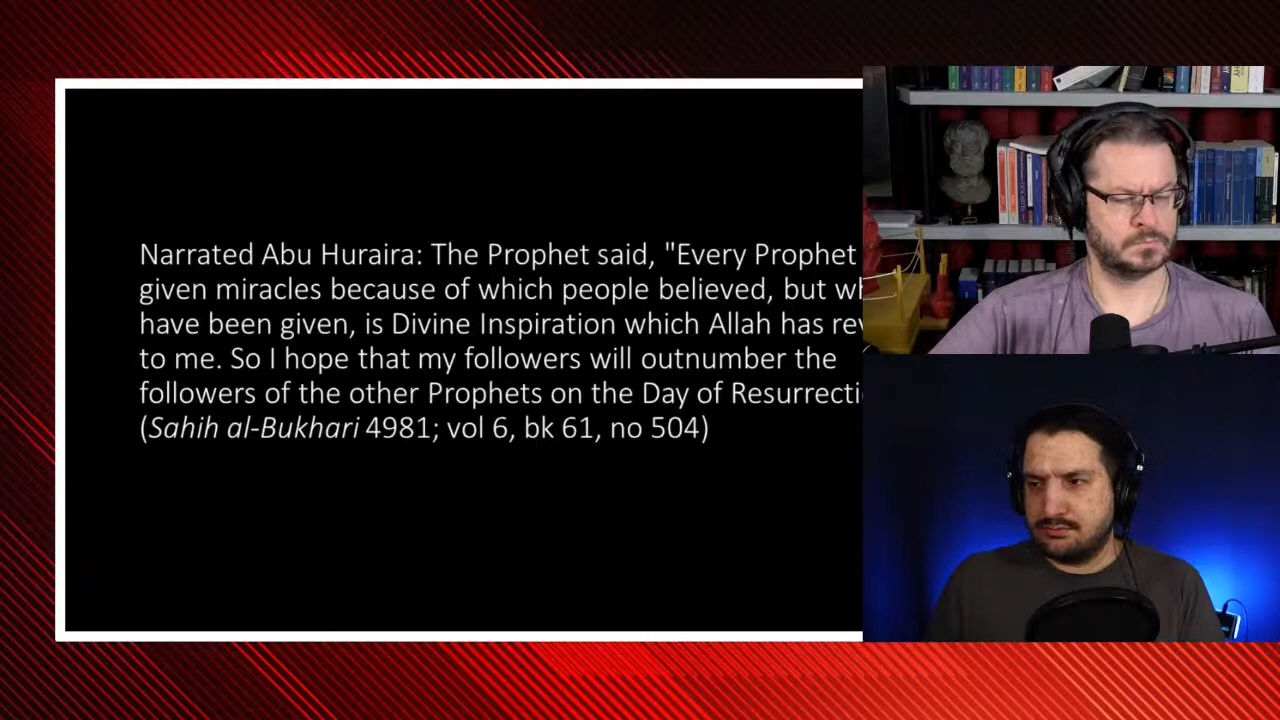 Narrated Abu Huraira: The Prophet said, "Every Prophet
given miracles because of which people believed, but
have been given, is Divine Inspiration which Allah has
to me. So I hope that my followers will outnumber the
followers of the other Prophets on the Day of
(Sahih al-Bukhari 4981; vol 6, bk 61, no 504)